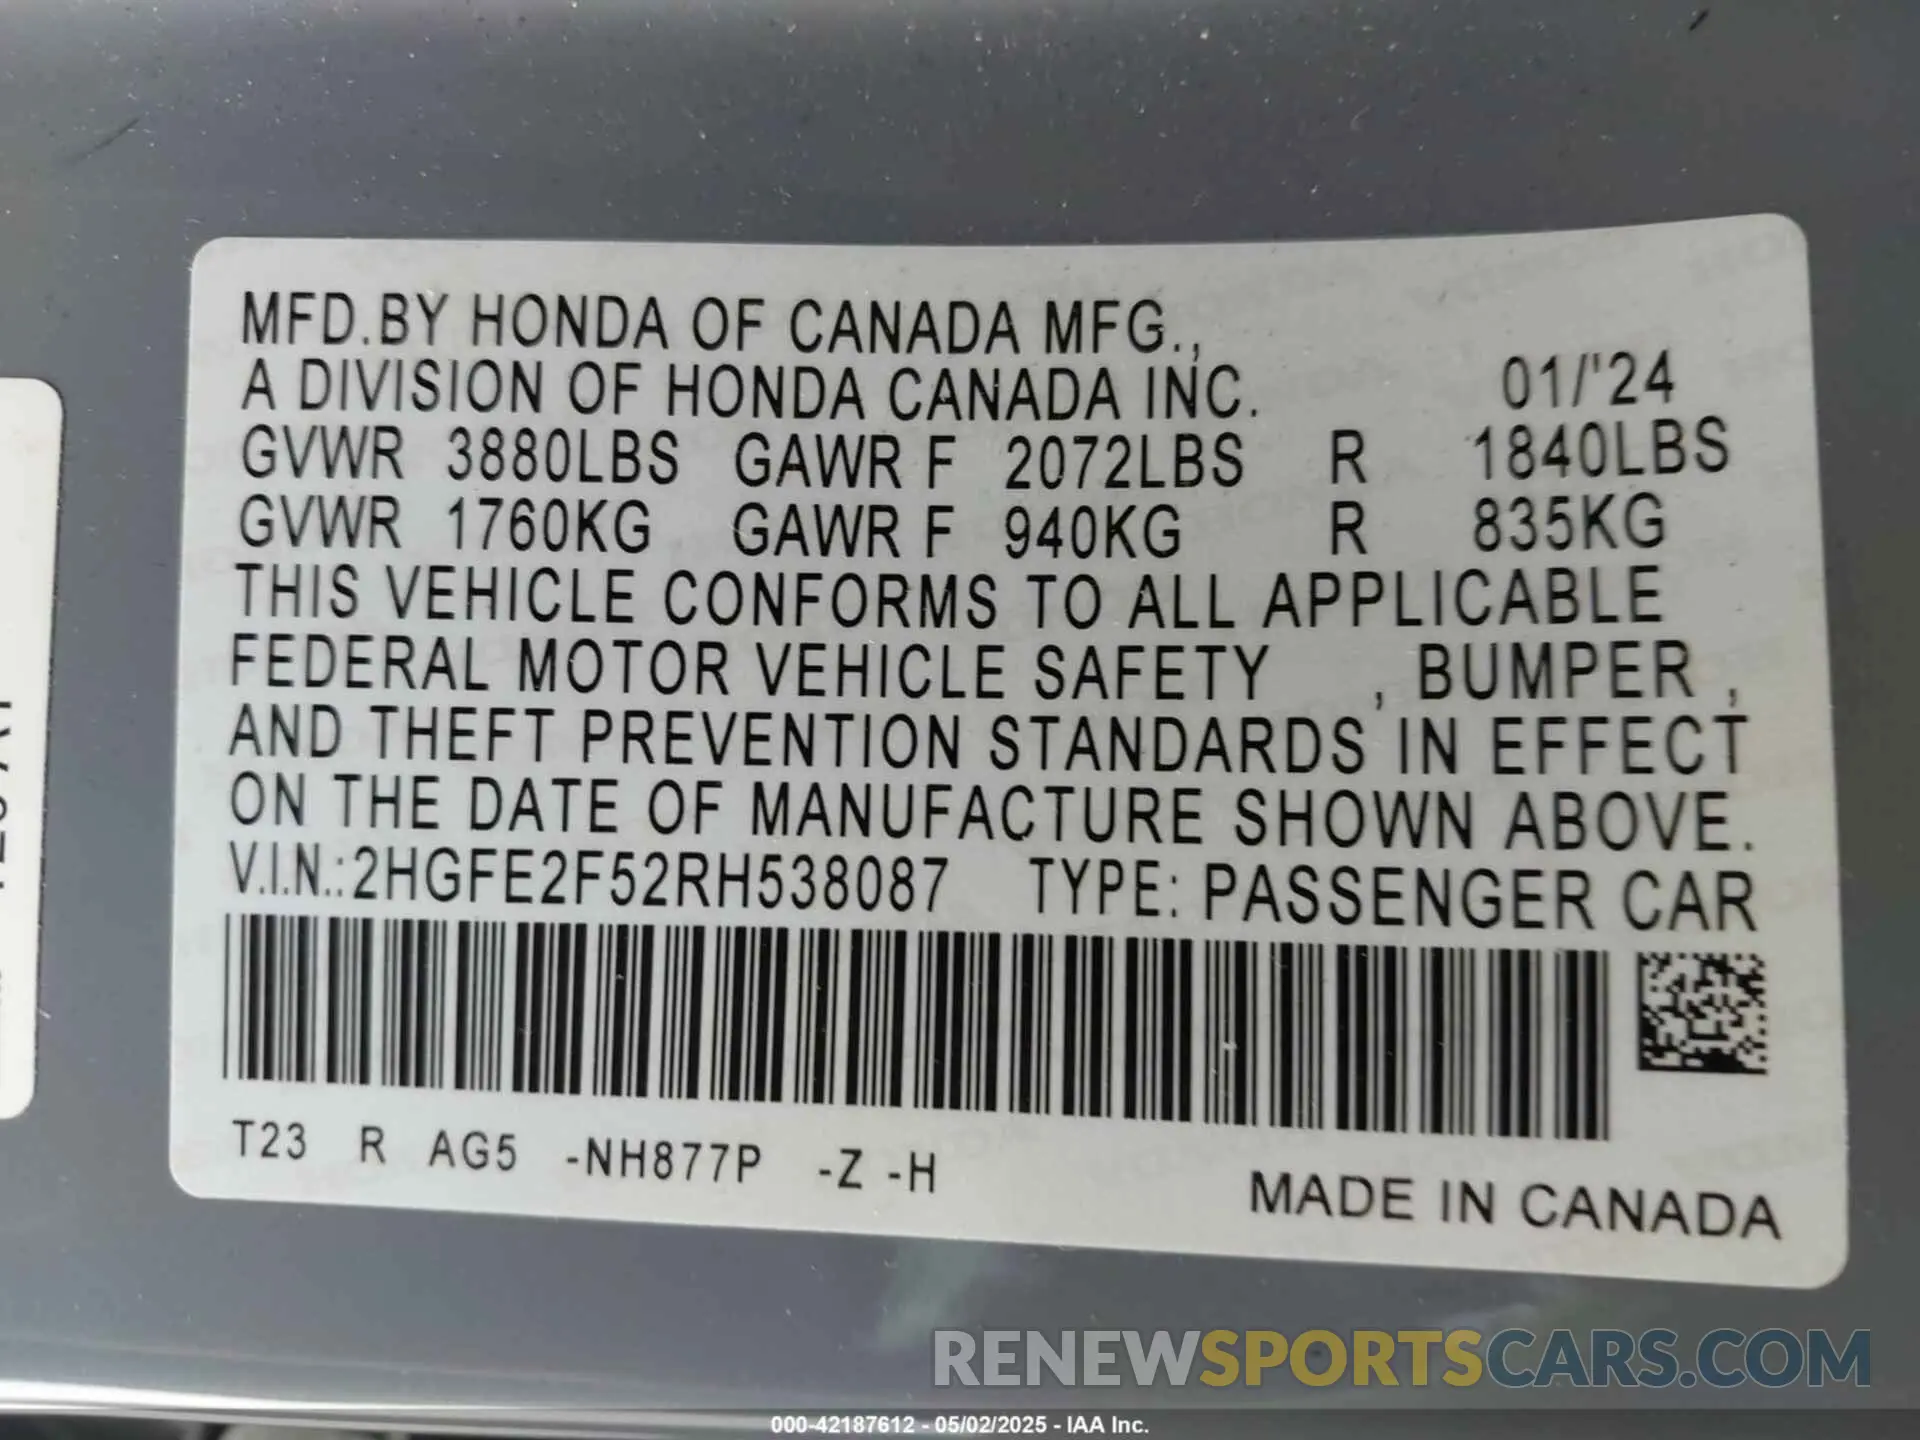 MFD.BY HONDA OF CANADA MFG.,
A DIVISION OF HONDA CANADA INC. 01/'24
GVWR 3880LBS GAWR F 2072LBS R 1840LBS
GVWR 1760KG GAWR F 940KG R 835KG
THIS VEHICLE CONFORMS TO ALL APPLICABLE
FEDERAL MOTOR VEHICLE SAFETY , BUMPER ,
AND THEFT PREVENTION STANDARDS IN EFFECT
ON THE DATE OF MANUFACTURE SHOWN ABOVE.
V.I.N.:2HGFE2F52RH538087 TYPE: PASSENGER CAR
T23 R AG5 -NH877P -Z -H
MADE IN CANADA
RENEWSPORTSCARS.COM
000-42187612 - 05/02/2025 - IAA Inc.